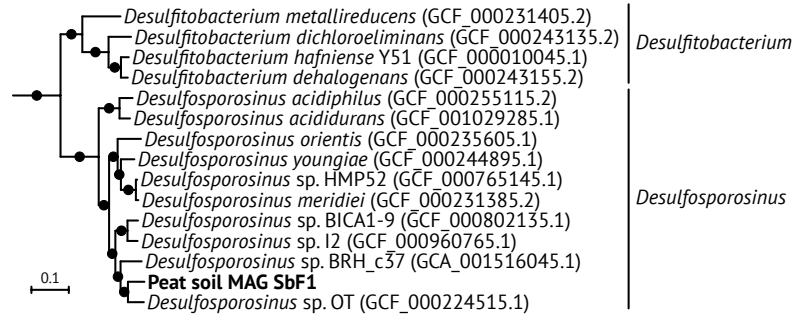 Desulfitobacterium metallireducens (GCF_000231405.2)
Desulfitobacterium dichloroeliminans (GCF_000243135.2)
Desulfitobacterium hafniense Y51 (GCF_000010045.1)
Desulfitobacterium dehalogenans (GCF_000243155.2)
Desulfitobacterium
Desulfosporosinus acidiphilus (GCF_000255115.2)
Desulfosporosinus acididurans (GCF_001029285.1)
Desulfosporosinus orientis (GCF_000235605.1)
Desulfosporosinus youngiae (GCF_000244895.1)
Desulfosporosinus sp. HMP52 (GCF_000765145.1)
Desulfosporosinus meridiei (GCF_000231385.2)
Desulfosporosinus sp. BICA1-9 (GCF_000802135.1)
Desulfosporosinus sp. I2 (GCF_000960765.1)
Desulfosporosinus sp. BRH_c37 (GCA_001516045.1)
Peat soil MAG SbF1
Desulfosporosinus sp. OT (GCF_000224515.1)
Desulfosporosinus
0.1